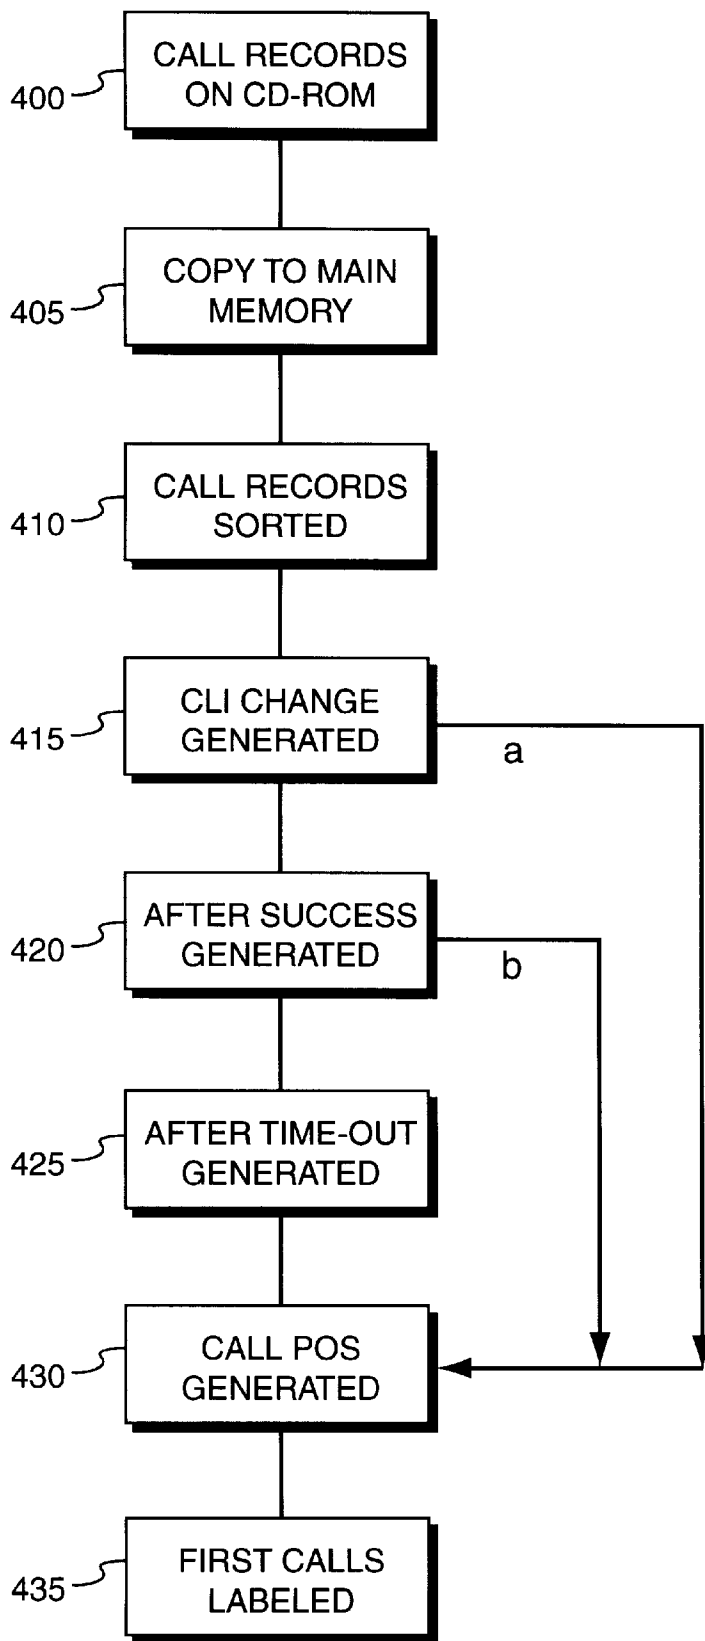 CALL RECORDS
ON CD-ROM
400
COPY TO MAIN
MEMORY
405
CALL RECORDS
SORTED
410
CLI CHANGE
GENERATED
415
a
AFTER SUCCESS
GENERATED
420
b
AFTER TIME-OUT
GENERATED
425
CALL POS
GENERATED
430
FIRST CALLS
LABELED
435